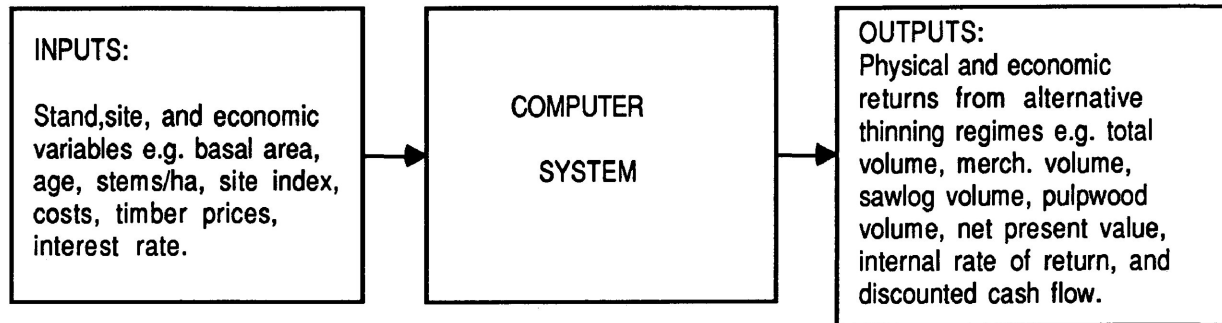 INPUTS:
Stand,site, and economic
variables e.g. basal area,
age, stems/ha, site index,
costs, timber prices,
interest rate.
COMPUTER
SYSTEM
OUTPUTS:
Physical and economic
returns from alternative
thinning regimes e.g. total
volume, merch. volume,
sawlog volume, pulpwood
volume, net present value,
internal rate of return, and
discounted cash flow.